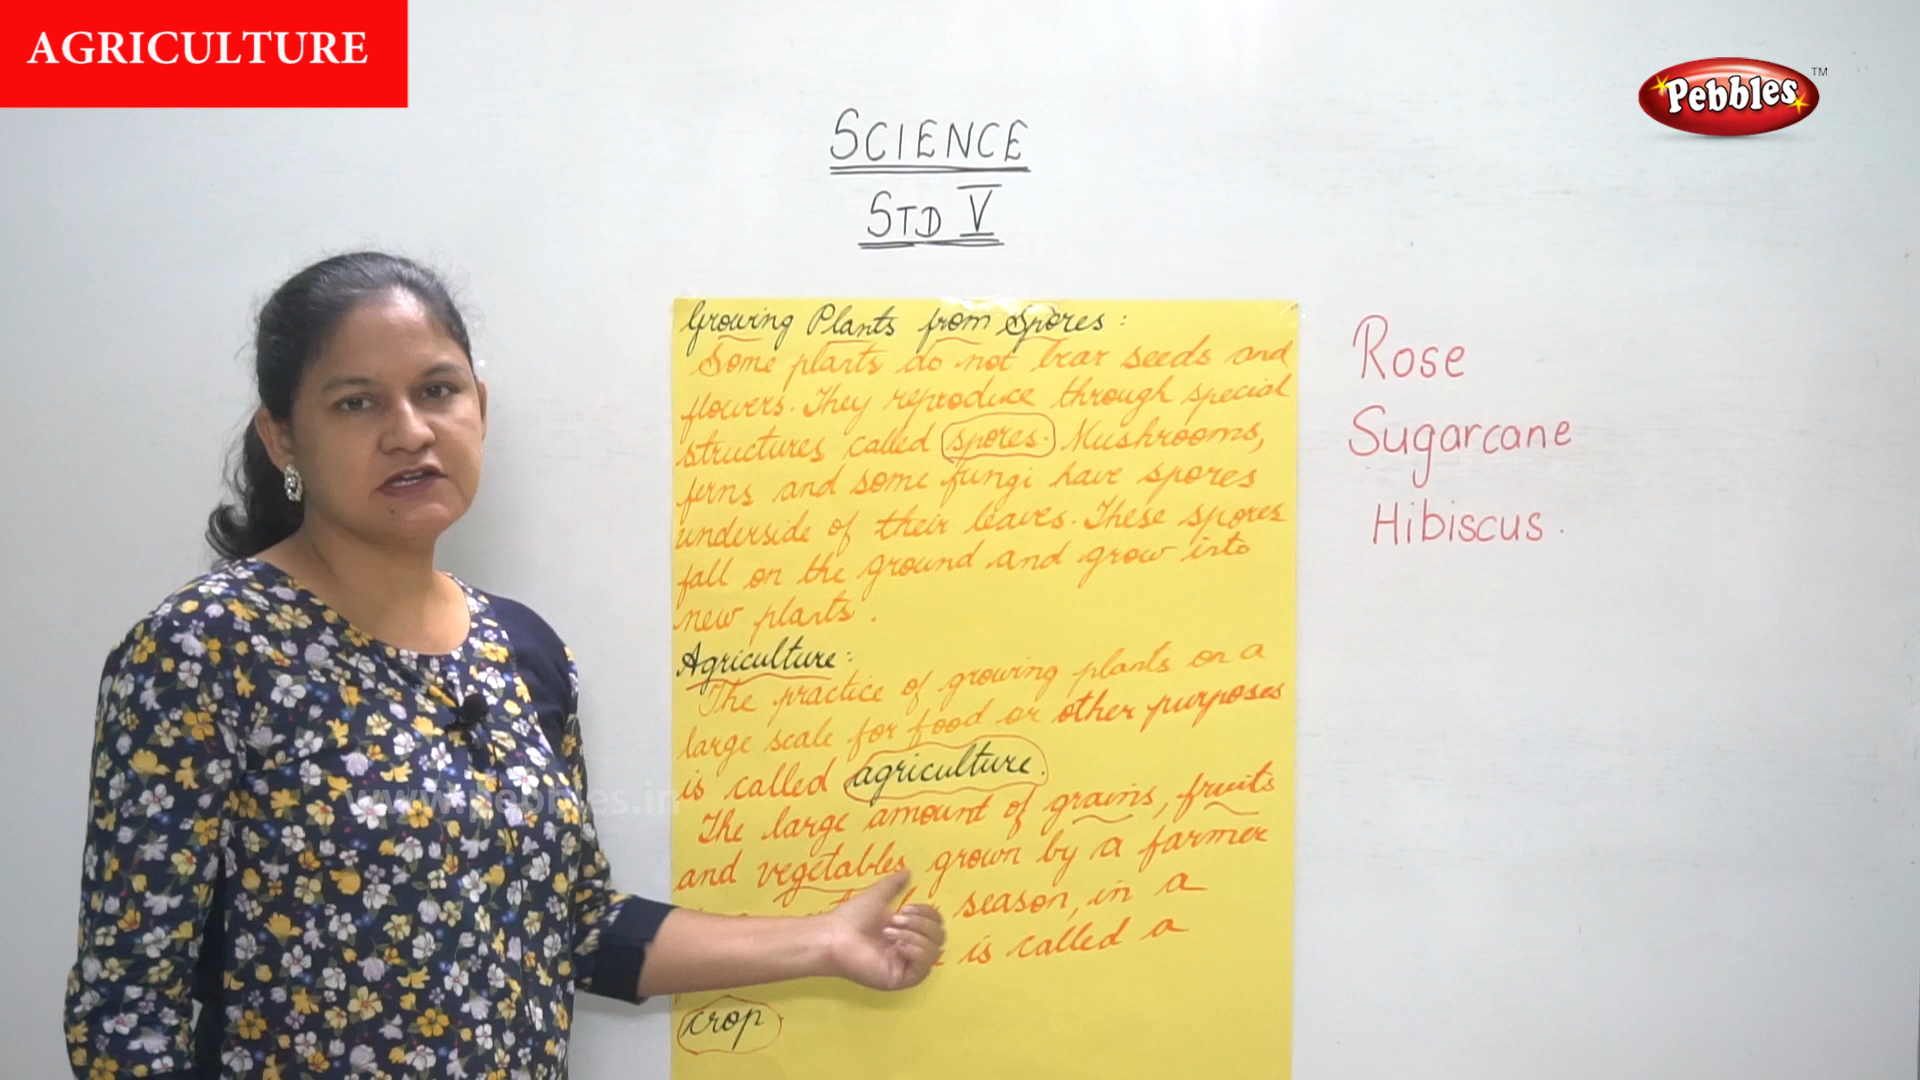 AGRICULTURE
Pebbles TM
SCIENCE
STD V
Growing Plants from Spores:
Some plants do not bear seeds and
flowers. They reproduce through special
structures called spores. Mushrooms,
ferns and some fungi have spores
underside of their leaves. These spores
fall on the ground and grow into
new plants.
Agriculture:
The practice of growing plants on a
large scale for food or other purposes
is called agriculture.
The large amount of grains, fruits
and vegetables grown by a farmer
season, in a
is called a
crop
Rose
Sugarcane
Hibiscus.
www.pebbles.in